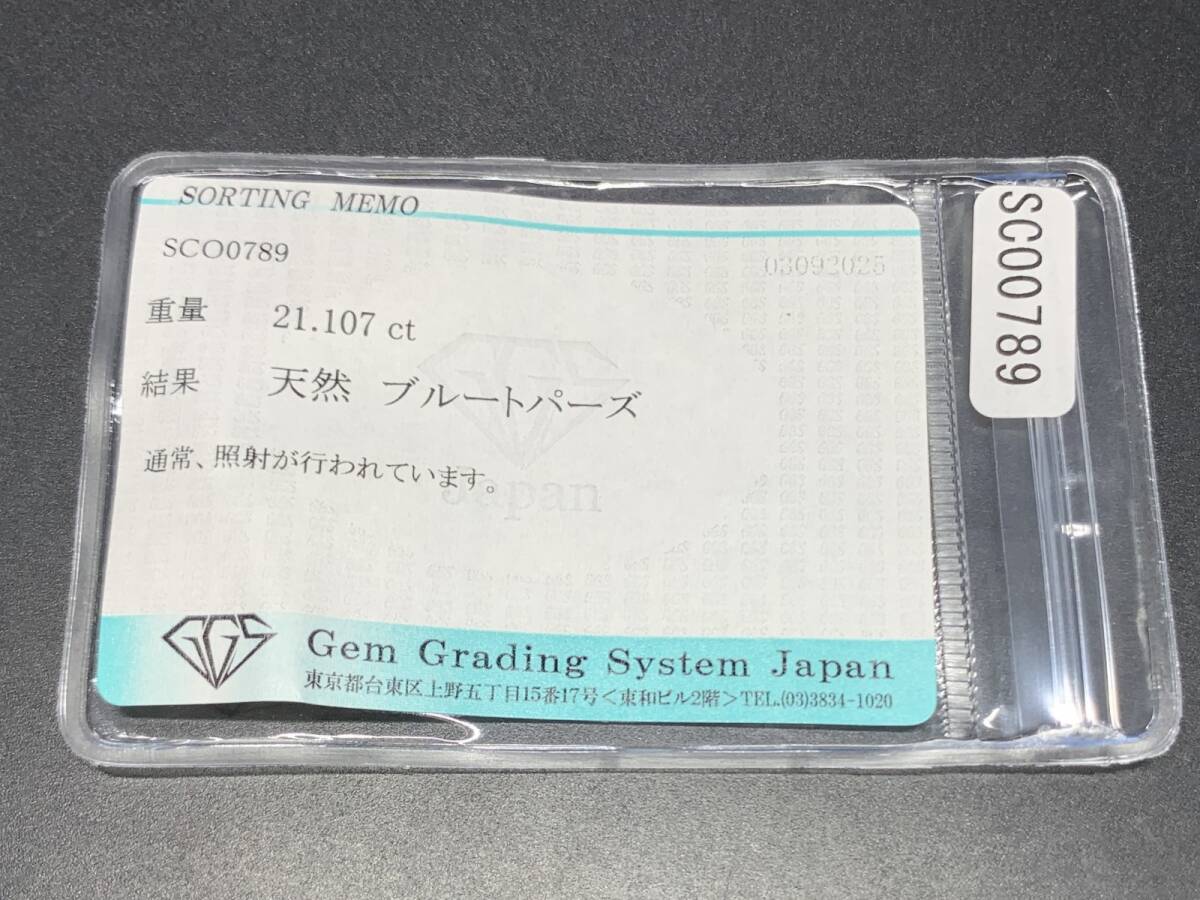 SORTING MEMO
SCO0789
03092025
重量 21.107 ct
結果 天然 ブルートパーズ
通常、照射が行われています。
GGS
Japan
GGS
Gem Grading System Japan
東京都台東区上野五丁目15番17号<東和ビル2階>TEL.(03)3834-1020
SC00789